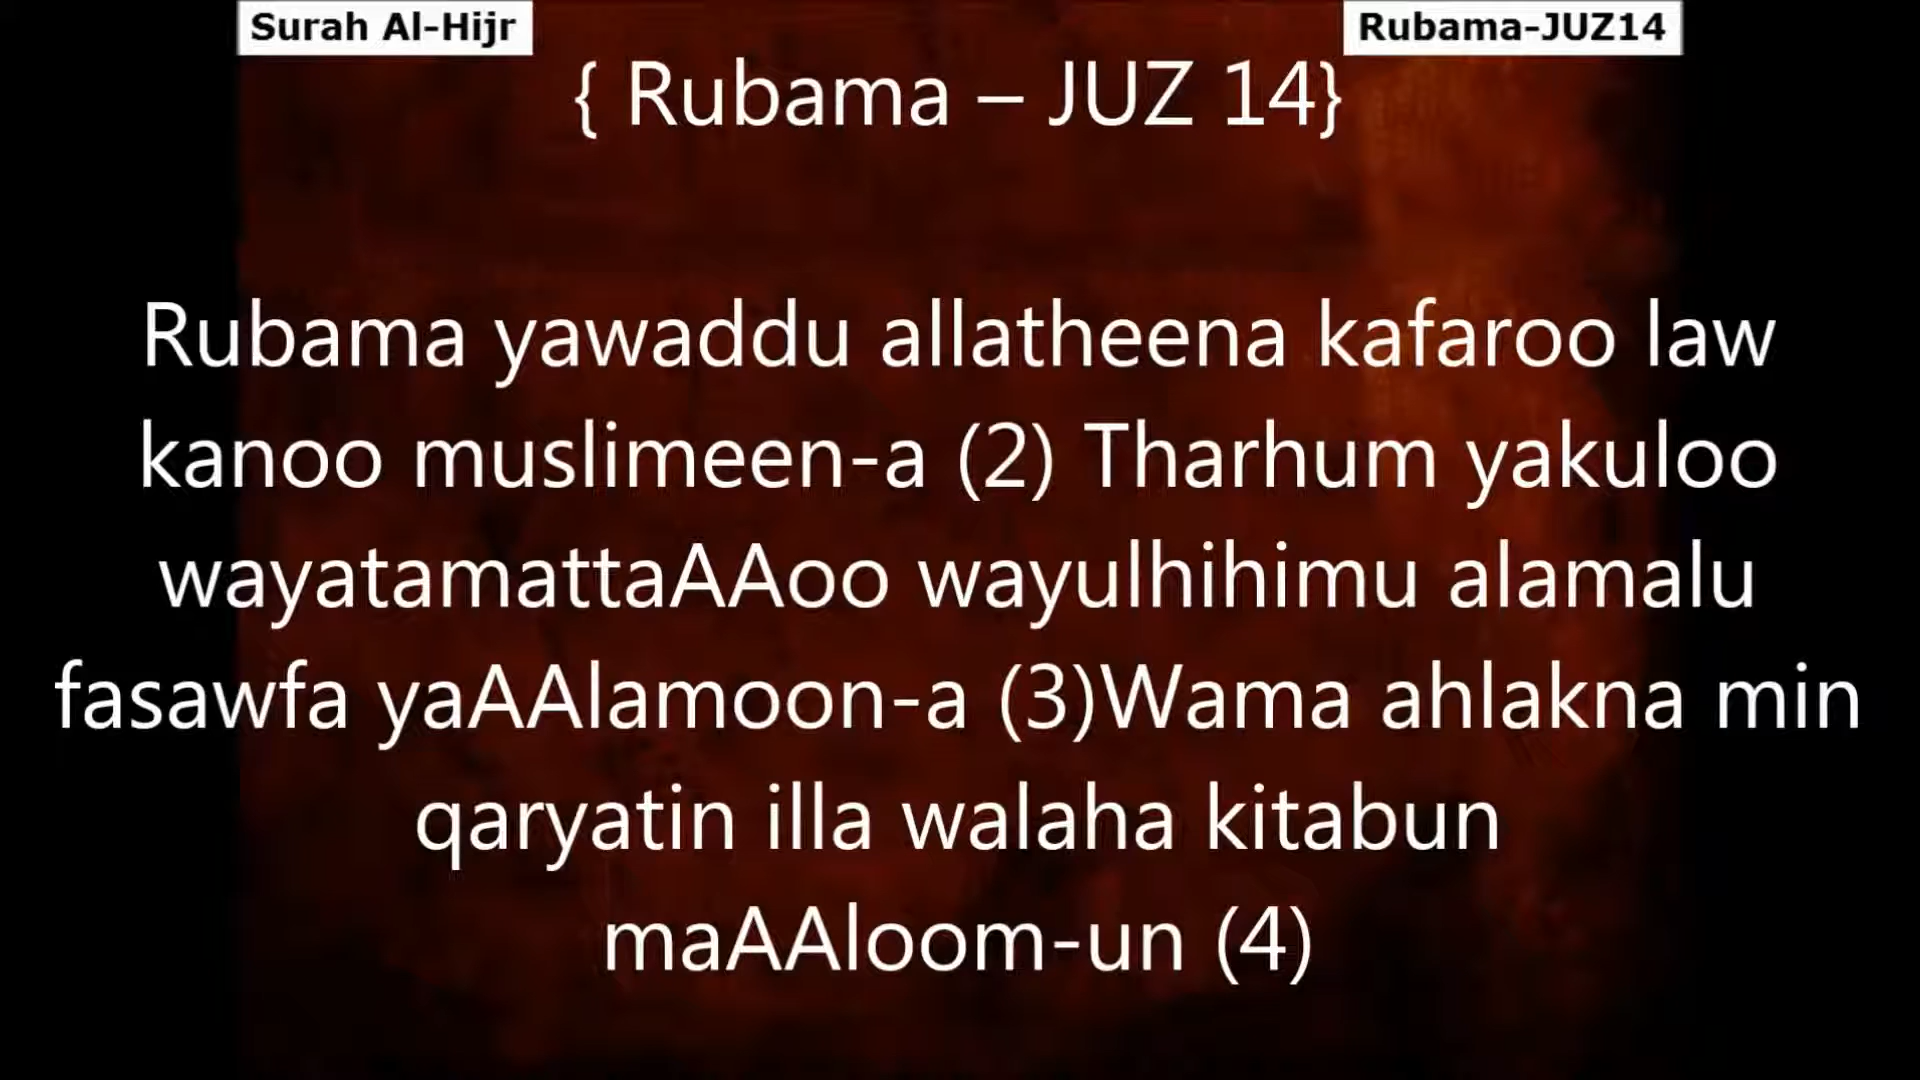 Surah Al-Hijr
Rubama-JUZ14
{ Rubama – JUZ 14}
Rubama yawaddu allatheena kafaroo law
kanoo muslimeen-a (2) Tharhum yakuloo
wayatamattaAAoo wayulhihimu alamalu
fasawfa yaAAlamoon-a (3)Wama ahlakna min
qaryatin illa walaha kitabun
maAAloom-un (4)